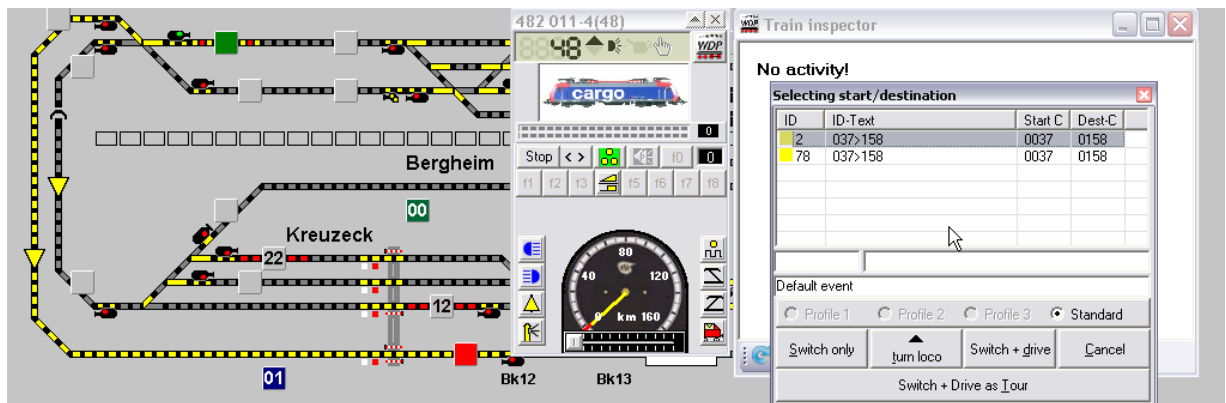 482 011-4(48)
48
WDP
cargo
0
Stop < > f0 0
f1 f2 f3 f5 f6 f7 f8
80
40 120
0 km 160
Bergheim
00
Kreuzeck
22
12
01
Bk12 Bk13
WDP Train inspector
No activity!
Selecting start/destination
ID ID-Text Start C Dest-C
2 037>158 0037 0158
78 037>158 0037 0158
Default event
Profile 1 Profile 2 Profile 3 Standard
Switch only turn loco Switch + drive Cancel
Switch + Drive as Tour